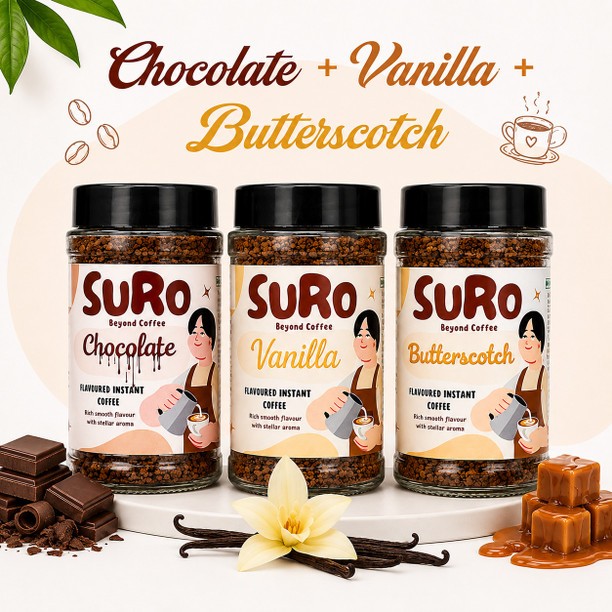 Chocolate + Vanilla +
Butterscotch
SURO
Beyond Coffee
Chocolate
FLAVOURED INSTANT
COFFEE
Rich smooth flavour
with stellar aroma
SURO
Beyond Coffee
Vanilla
FLAVOURED INSTANT
COFFEE
Rich smooth flavour
with stellar aroma
SURO
Beyond Coffee
Butterscotch
FLAVOURED INSTANT
COFFEE
Rich smooth flavour
with stellar aroma